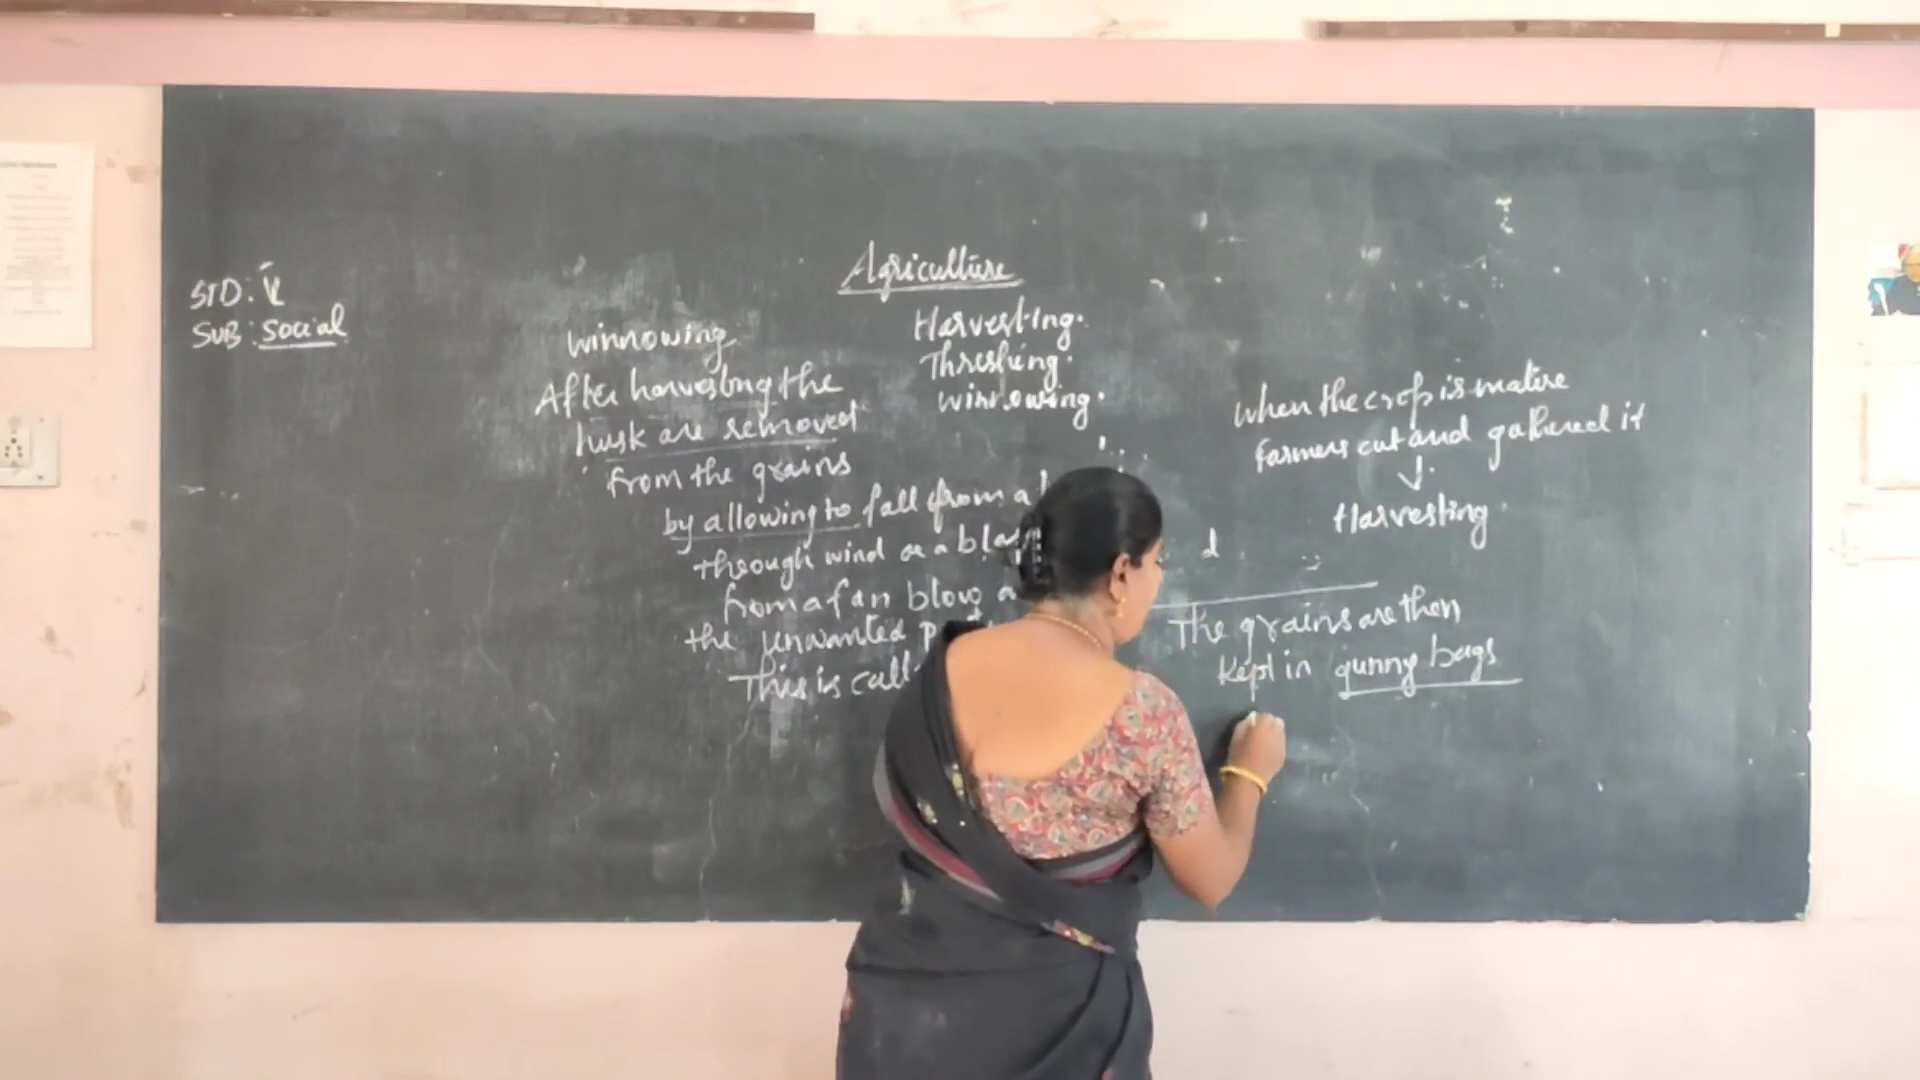 Agriculture
STD: V
SUB: Social
Harvesting.
Threshing.
winnowing.
winnowing
After harvesting the
husk are removed
from the grains
by allowing to fall from a
through wind or a
from a fan blow
the unwanted
This is
when the crop is mature
farmers cut and gathered it
↓
Harvesting.
The grains are then
kept in gunny bags